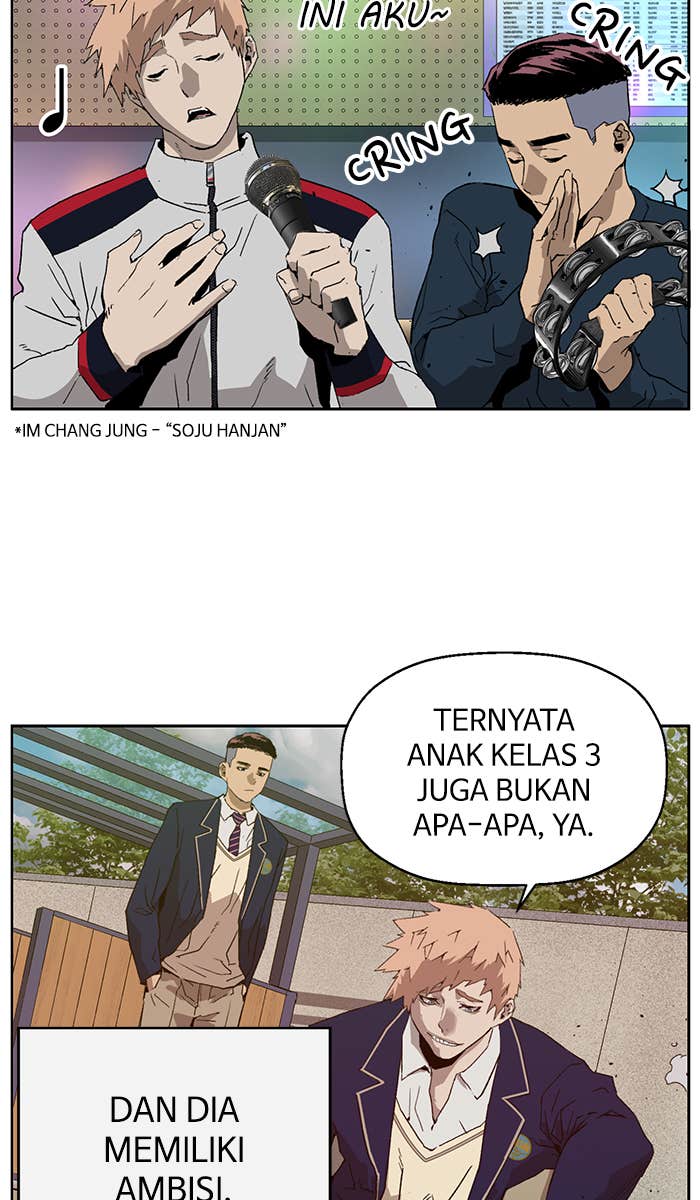 INI AKU~
CRING
CRING
*IM CHANG JUNG - "SOJU HANJAN"
TERNYATA
ANAK KELAS 3
JUGA BUKAN
APA-APA, YA.
DAN DIA
MEMILIKI
AMBISI.